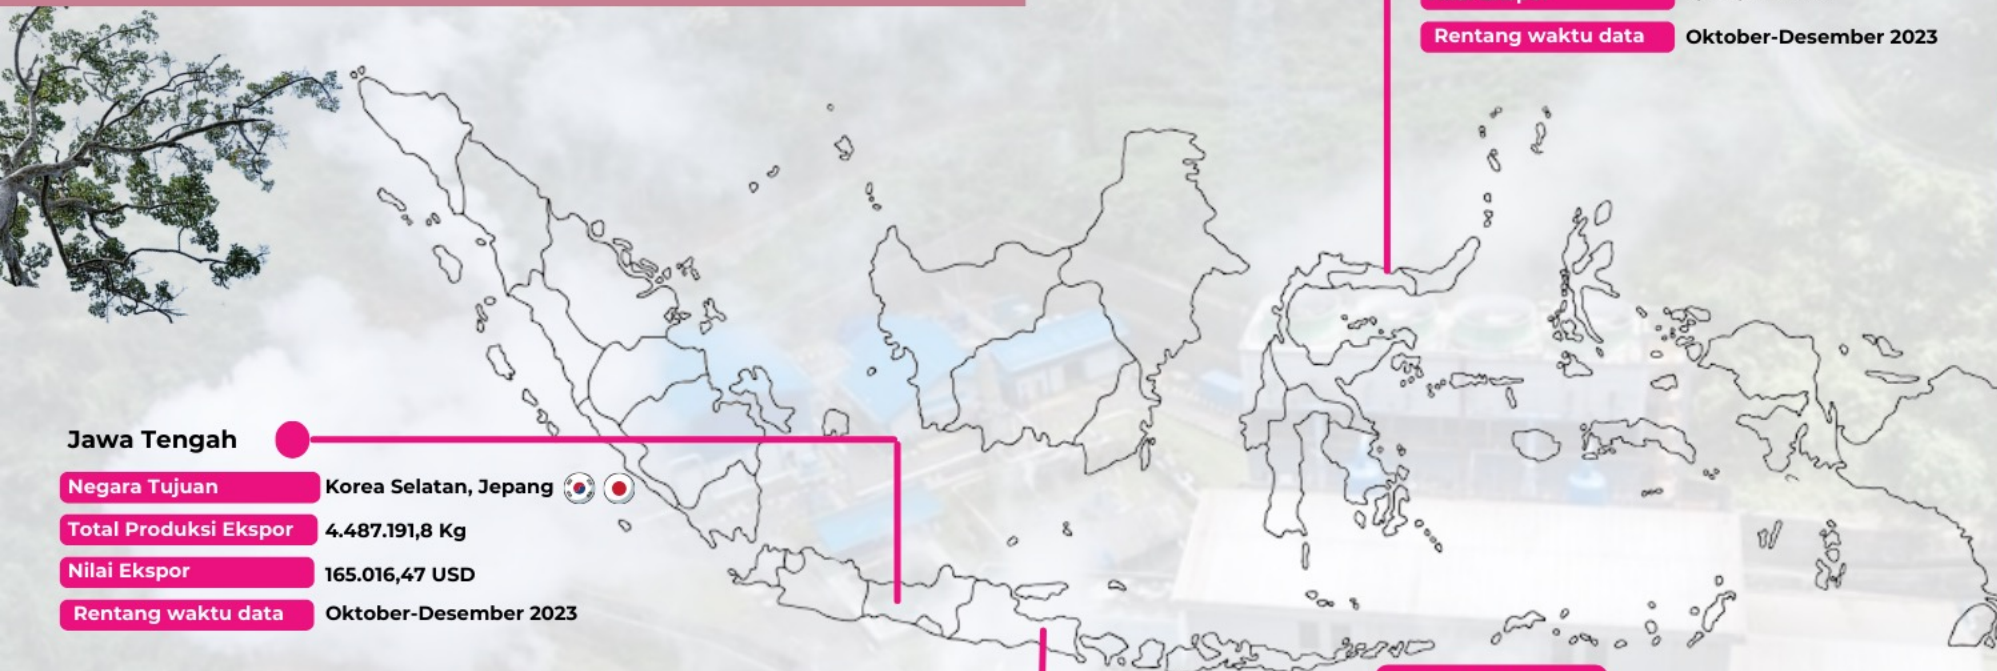 Rentang waktu data Oktober-Desember 2023
Jawa Tengah
Negara Tujuan Korea Selatan, Jepang
Total Produksi Ekspor 4.487.191,8 Kg
Nilai Ekspor 165.016,47 USD
Rentang waktu data Oktober-Desember 2023